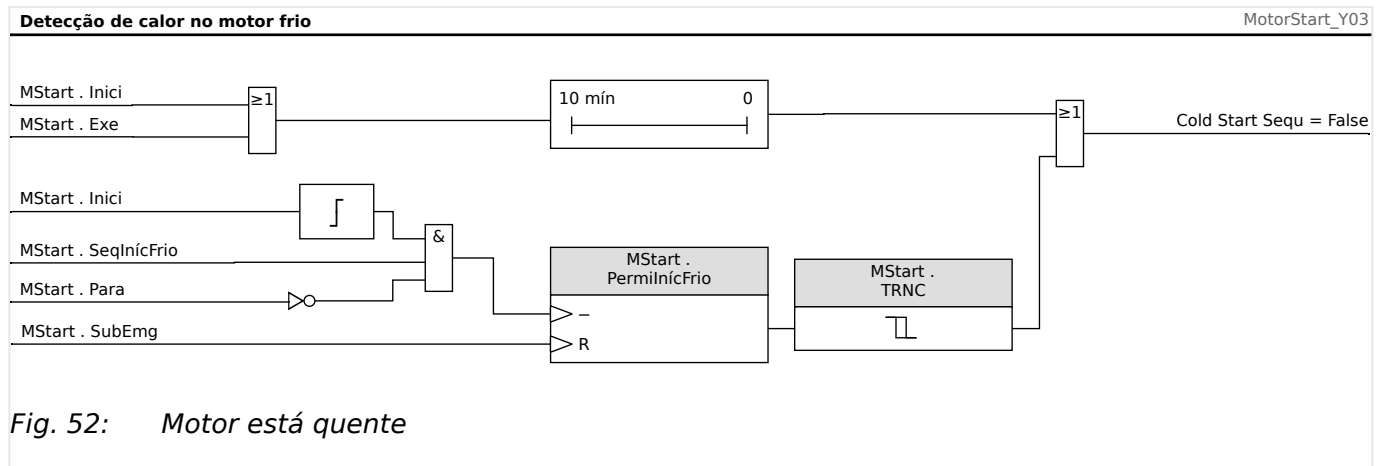 Detecção de calor no motor frio
MotorStart_Y03
MStart . Inici
MStart . Exe
≥1
10 mín 0
≥1
Cold Start Sequ = False
MStart . Inici
MStart . SeqInícFrio
MStart . Para
MStart . SubEmg
&
MStart .
PermiInícFrio
–
R
MStart .
TRNC
Fig. 52: Motor está quente